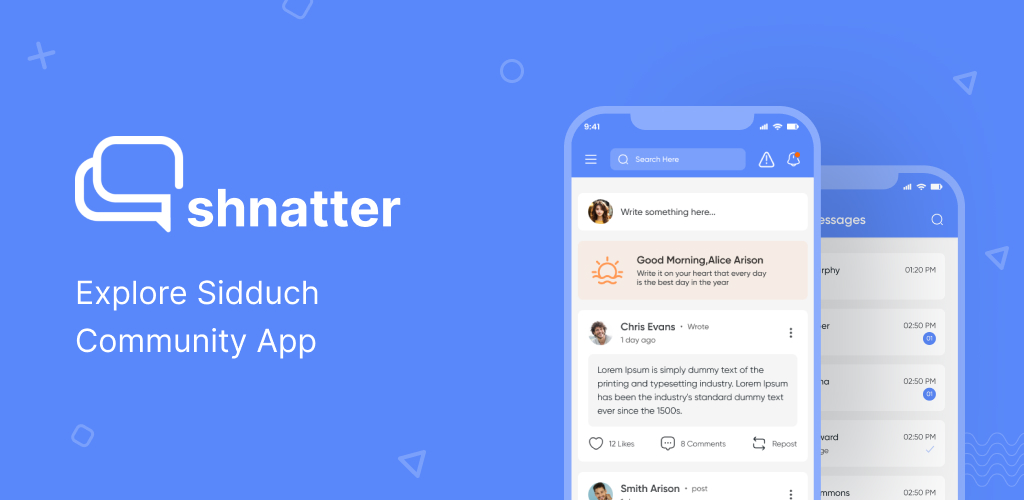 shnatter
Explore Sidduch
Community App
9:41
Search Here
Write something here...
Good Morning,Alice Arison
Write it on your heart that every day
is the best day in the year
Chris Evans • Wrote
1 day ago
Lorem Ipsum is simply dummy text of the
printing and typesetting industry. Lorem Ipsum
has been the industry's standard dummy text
ever since the 1500s.
12 Likes
8 Comments
Repost
Smith Arison • post
essages
rphy
01:20 PM
er
02:50 PM
01
na
02:50 PM
01
ward
02:50 PM
ge
mmons
02:50 PM